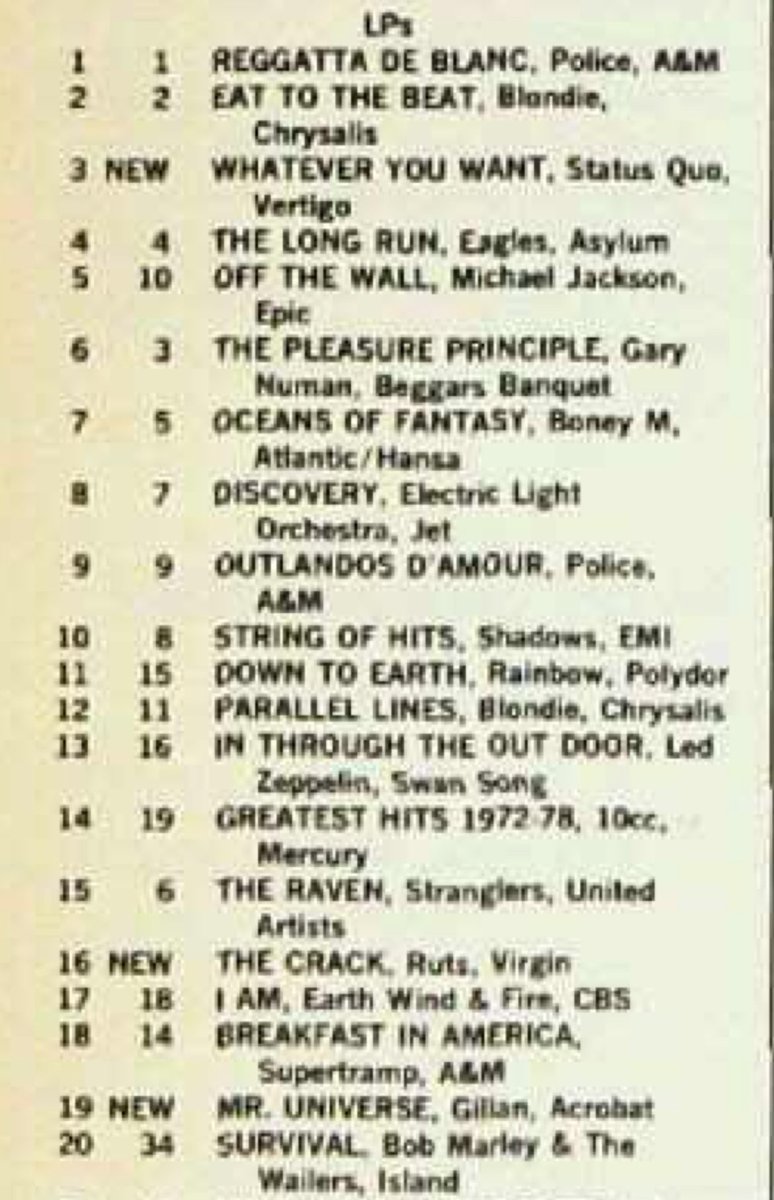 LPs
1 1 REGGATTA DE BLANC, Police, A&M
2 2 EAT TO THE BEAT, Blondie,
Chrysalis
3 NEW WHATEVER YOU WANT, Status Quo,
Vertigo
4 4 THE LONG RUN, Eagles, Asylum
5 10 OFF THE WALL, Michael Jackson,
Epic
6 3 THE PLEASURE PRINCIPLE, Gary
Numan, Beggars Banquet
7 5 OCEANS OF FANTASY, Boney M,
Atlantic/Hansa
8 7 DISCOVERY, Electric Light
Orchestra, Jet
9 9 OUTLANDOS D'AMOUR, Police,
A&M
10 8 STRING OF HITS, Shadows, EMI
11 15 DOWN TO EARTH, Rainbow, Polydor
12 11 PARALLEL LINES, Blondie, Chrysalis
13 16 IN THROUGH THE OUT DOOR, Led
Zeppelin, Swan Song
14 19 GREATEST HITS 1972-78, 10cc,
Mercury
15 6 THE RAVEN, Stranglers, United
Artists
16 NEW THE CRACK, Ruts, Virgin
17 18 I AM, Earth Wind & Fire, CBS
18 14 BREAKFAST IN AMERICA,
Supertramp, A&M
19 NEW MR. UNIVERSE, Gillan, Acrobat
20 34 SURVIVAL, Bob Marley & The
Wailers, Island